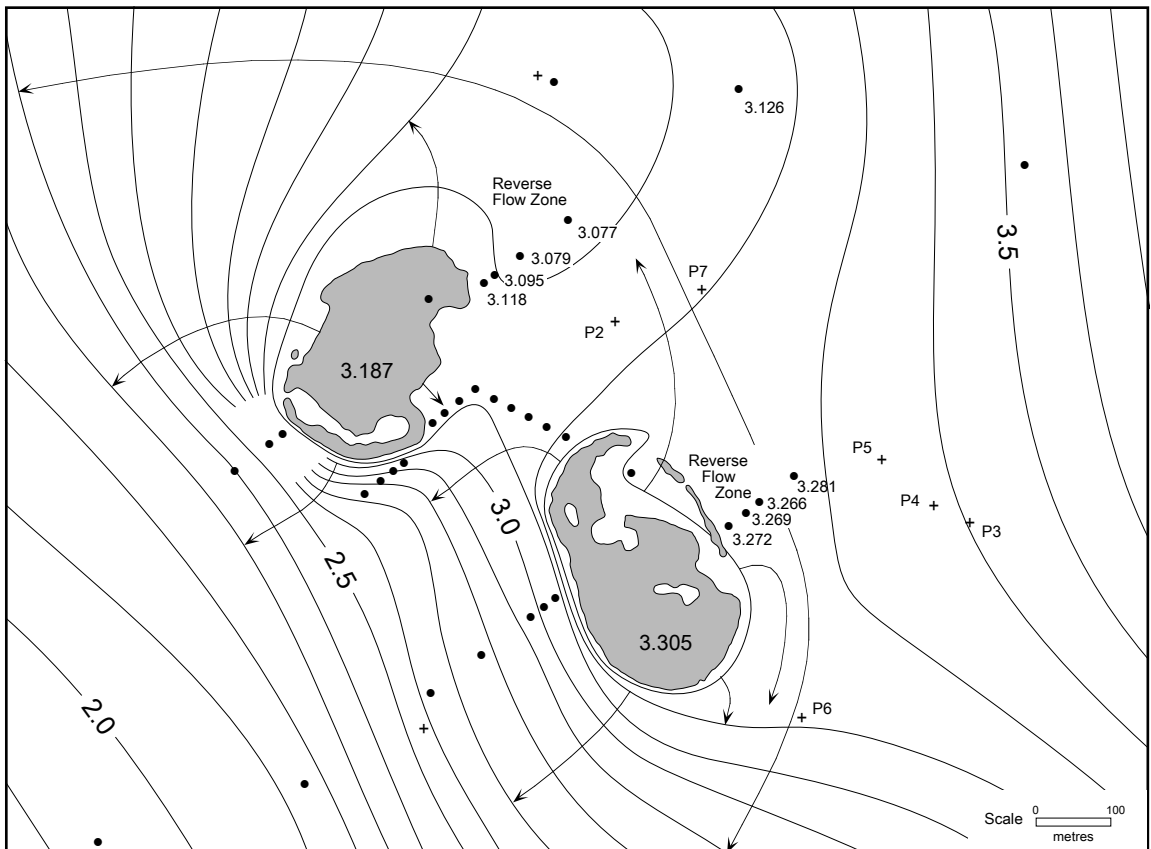 3.126
Reverse
Flow Zone
3.077
3.079
3.095
3.118
3.5
P7
P2
3.187
Reverse
Flow
Zone
3.281
3.266
3.269
3.272
P5
P4
P3
3.0
2.5
3.305
2.0
P6
Scale
0
100
metres